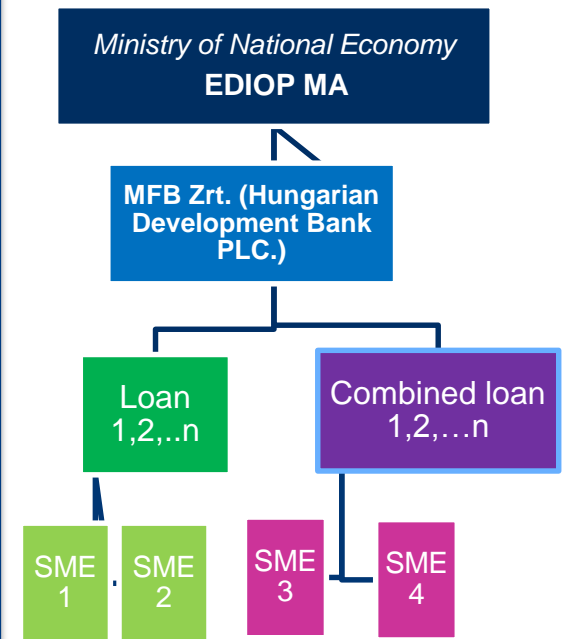 Ministry of National Economy
EDIOP MA
MFB Zrt. (Hungarian
Development Bank
PLC.)
Loan
1,2,..n
Combined loan
1,2,…n
SME
1
SME
2
SME
3
SME
4